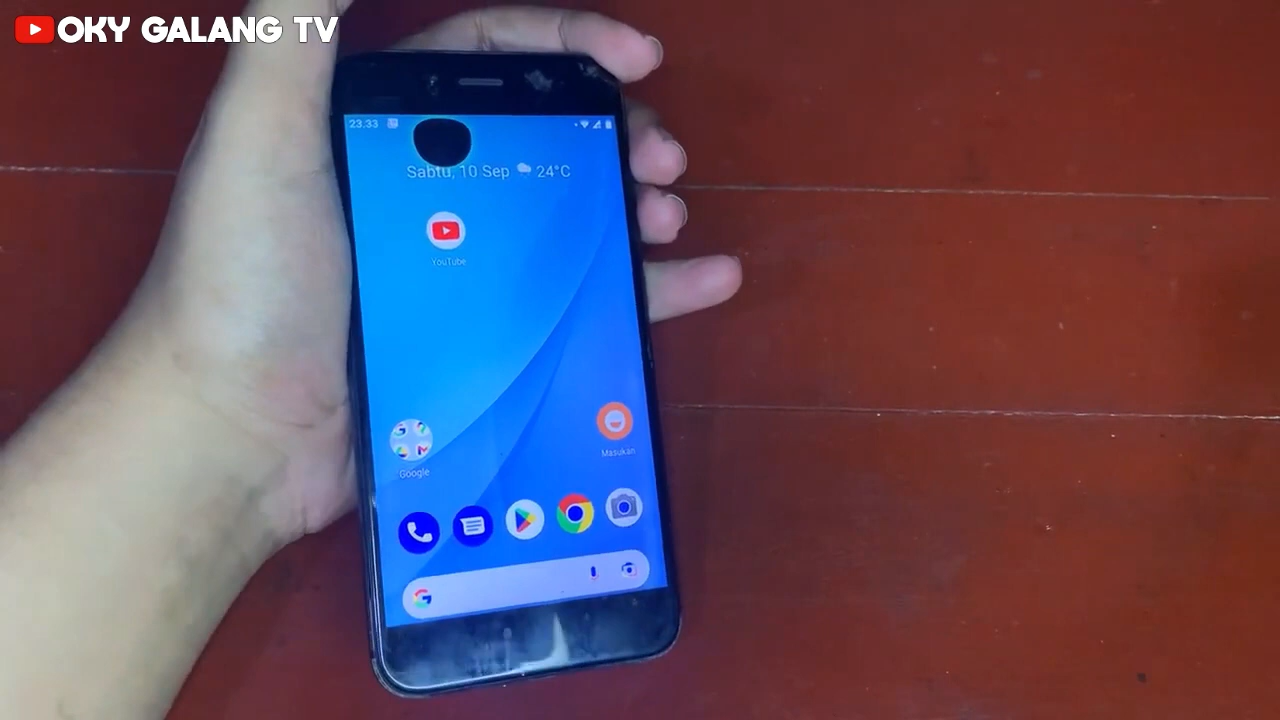 OKY GALANG TV
23.33
Sabtu, 10 Sep 24°C
YouTube
Google
Masukan